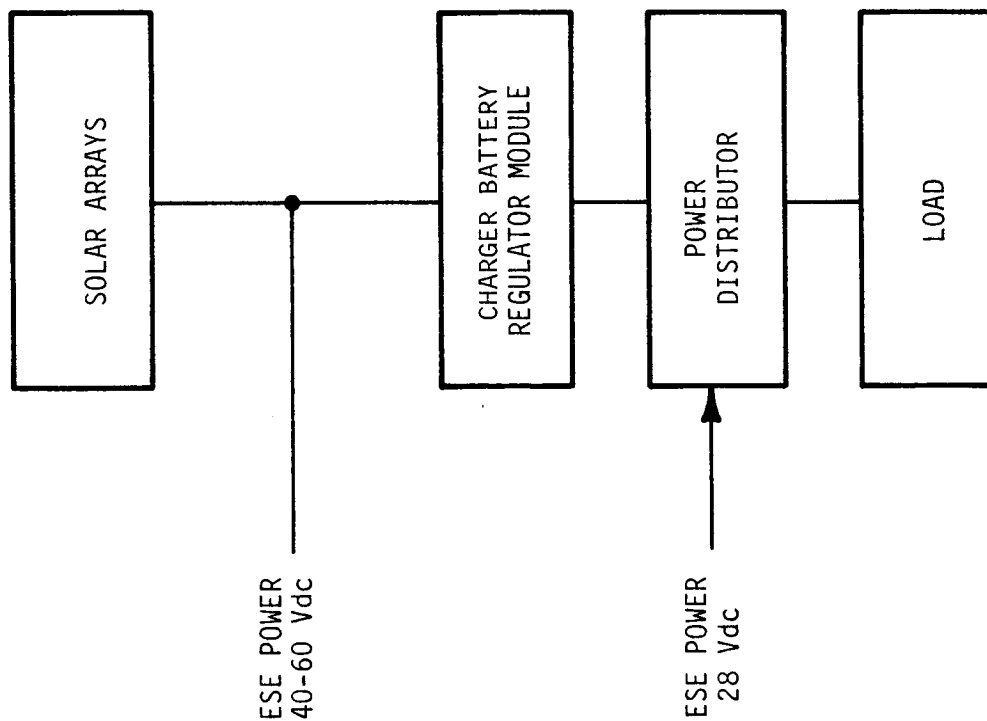 SOLAR ARRAYS
ESE POWER
40-60 Vdc
CHARGER BATTERY
REGULATOR MODULE
ESE POWER
28 Vdc
POWER
DISTRIBUTOR
LOAD